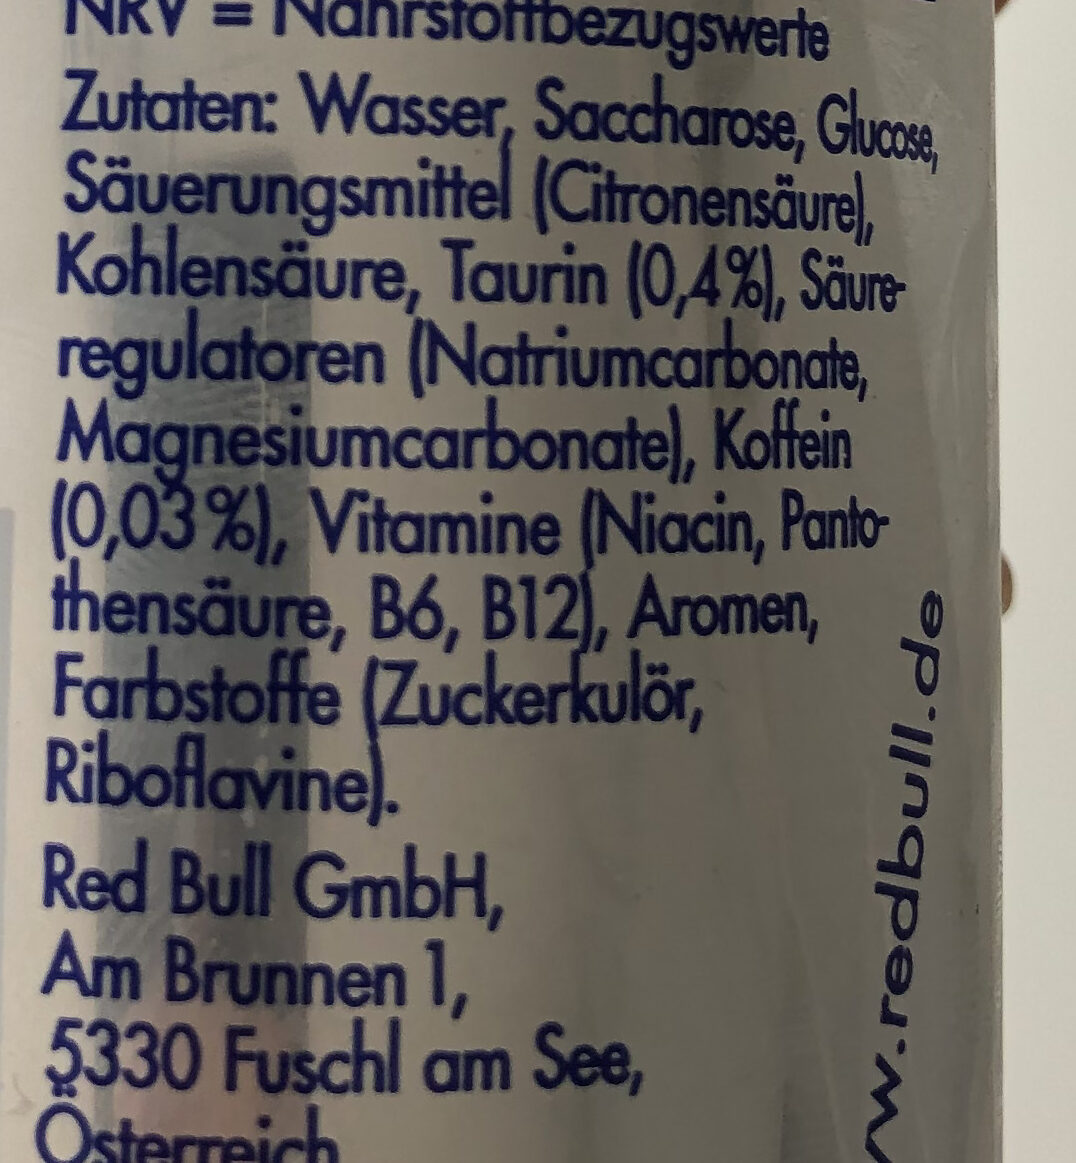 NRV = Nährstoffbezugswerte
Zutaten: Wasser, Saccharose, Glucose,
Säuerungsmittel (Citronensäure),
Kohlensäure, Taurin (0,4%), Säure-
regulatoren (Natriumcarbonate,
Magnesiumcarbonate), Koffein
(0,03%), Vitamine (Niacin, Panto-
thensäure, B6, B12), Aromen,
Farbstoffe (Zuckerkulör,
Riboflavine).
Red Bull GmbH,
Am Brunnen 1,
5330 Fuschl am See,
Österreich
w.redbull.de